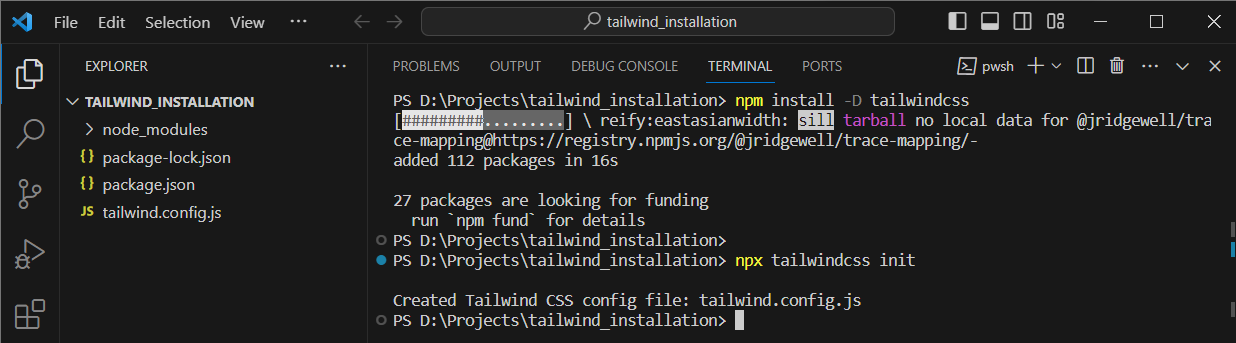 File Edit Selection View ··· tailwind_installation
EXPLORER ···
TAILWIND_INSTALLATION
node_modules
{} package-lock.json
{} package.json
JS tailwind.config.js
PROBLEMS OUTPUT DEBUG CONSOLE TERMINAL PORTS pwsh ···
PS D:\Projects\tailwind_installation> npm install -D tailwindcss
[#########.........] \ reify:eastasianwidth: sill tarball no local data for @jridgewell/tra
ce-mapping@https://registry.npmjs.org/@jridgewell/trace-mapping/-
added 112 packages in 16s
27 packages are looking for funding
run `npm fund` for details
PS D:\Projects\tailwind_installation>
PS D:\Projects\tailwind_installation> npx tailwindcss init
Created Tailwind CSS config file: tailwind.config.js
PS D:\Projects\tailwind_installation>